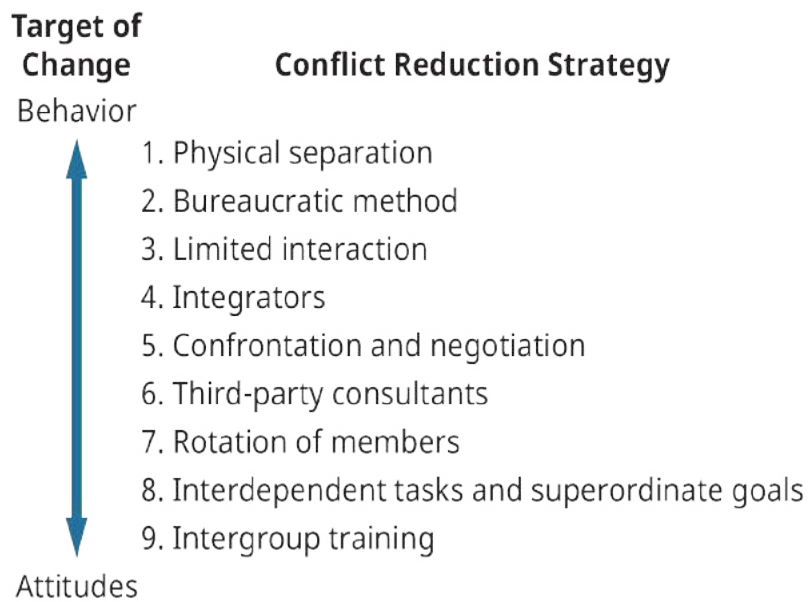 Target of
Change
Conflict Reduction Strategy
Behavior
1. Physical separation
2. Bureaucratic method
3. Limited interaction
4. Integrators
5. Confrontation and negotiation
6. Third-party consultants
7. Rotation of members
8. Interdependent tasks and superordinate goals
9. Intergroup training
Attitudes